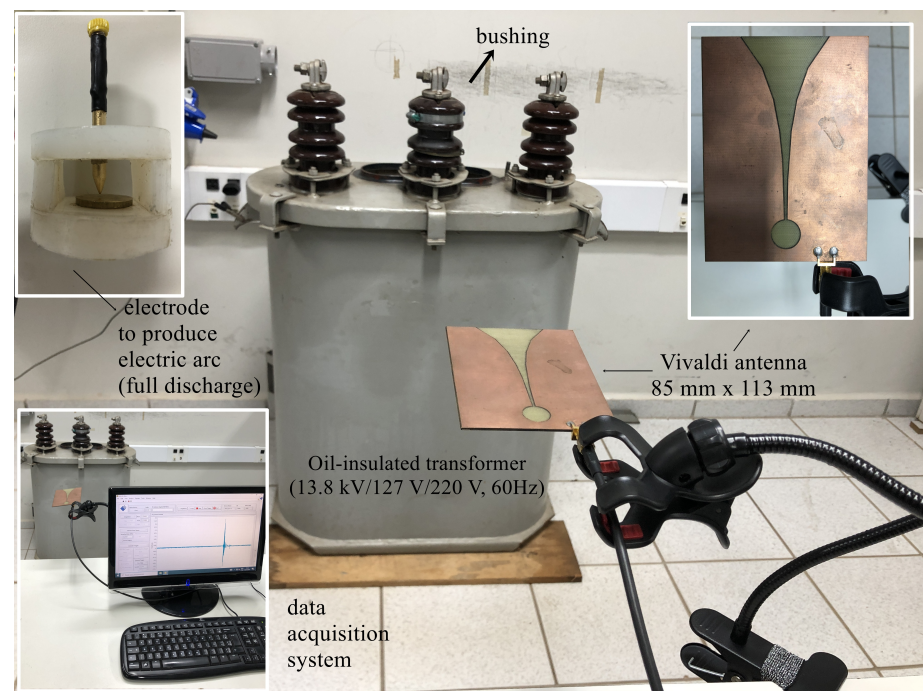 bushing
electrode
to produce
electric arc
(full discharge)
Vivaldi antenna
85 mm x 113 mm
Oil-insulated transformer
(13.8 kV/127 V/220 V, 60Hz)
data
acquisition
system